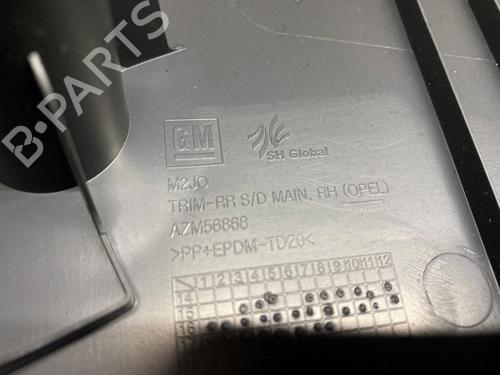 GM
SH Global
M2JO
TRIM-RR S/D MAIN, RH (OPEL)
AZM56868
>PP+EPDM-TD20<
1 2 3 4 5 6 7 8 9 10 11 12
14
15
16
B-PARTS